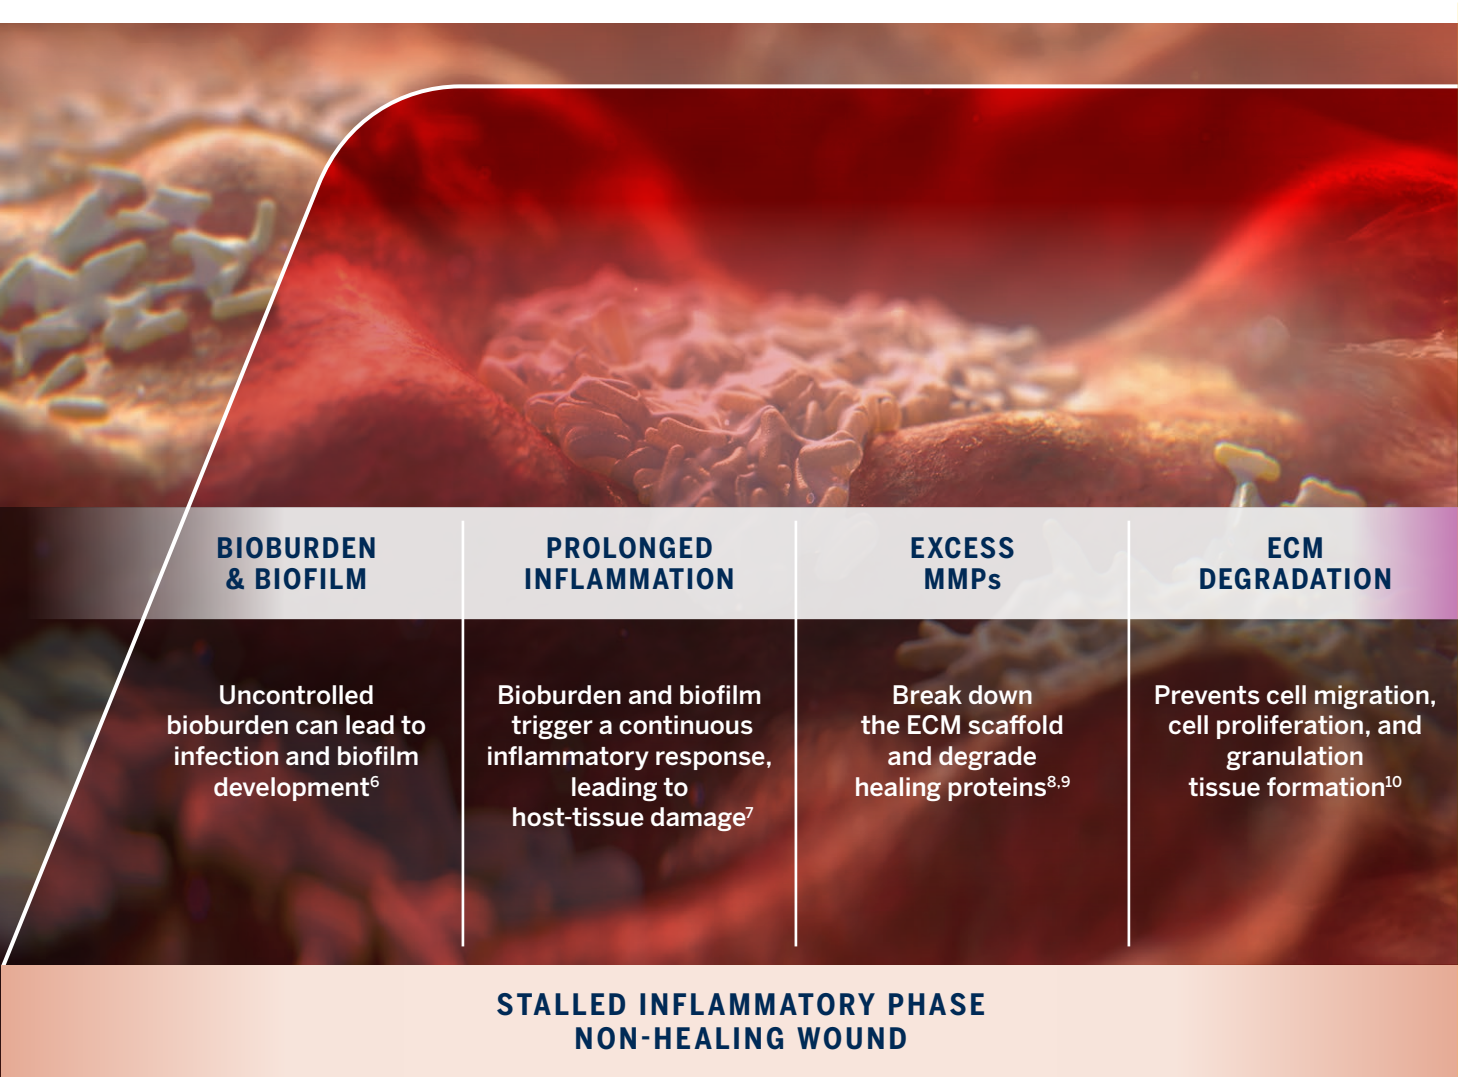 BIOBURDEN
& BIOFILM
PROLONGED
INFLAMMATION
EXCESS
MMPs
ECM
DEGRADATION
Uncontrolled
bioburden can lead to
infection and biofilm
development⁶
Bioburden and biofilm
trigger a continuous
inflammatory response,
leading to
host-tissue damage⁷
Break down
the ECM scaffold
and degrade
healing proteins⁸,⁹
Prevents cell migration,
cell proliferation, and
granulation
tissue formation¹⁰
STALLED INFLAMMATORY PHASE
NON-HEALING WOUND